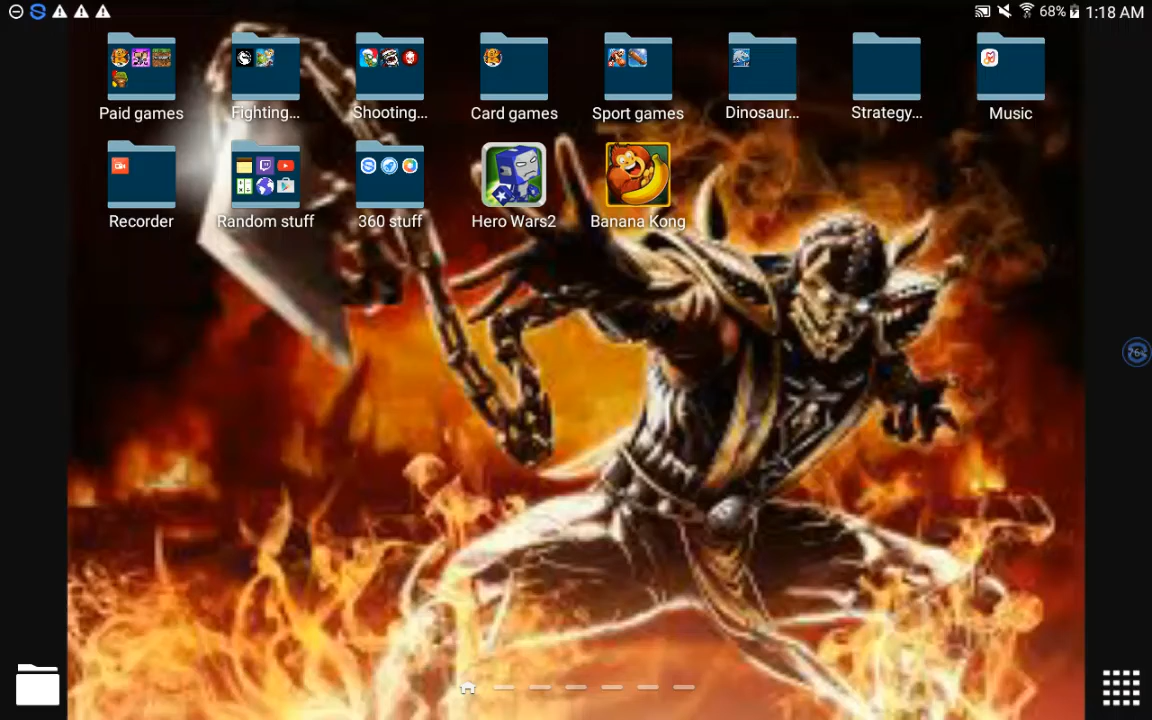 68% 1:18 AM
Paid games Fighting... Shooting... Card games Sport games Dinosaur... Strategy... Music
Recorder Random stuff 360 stuff Hero Wars2 Banana Kong